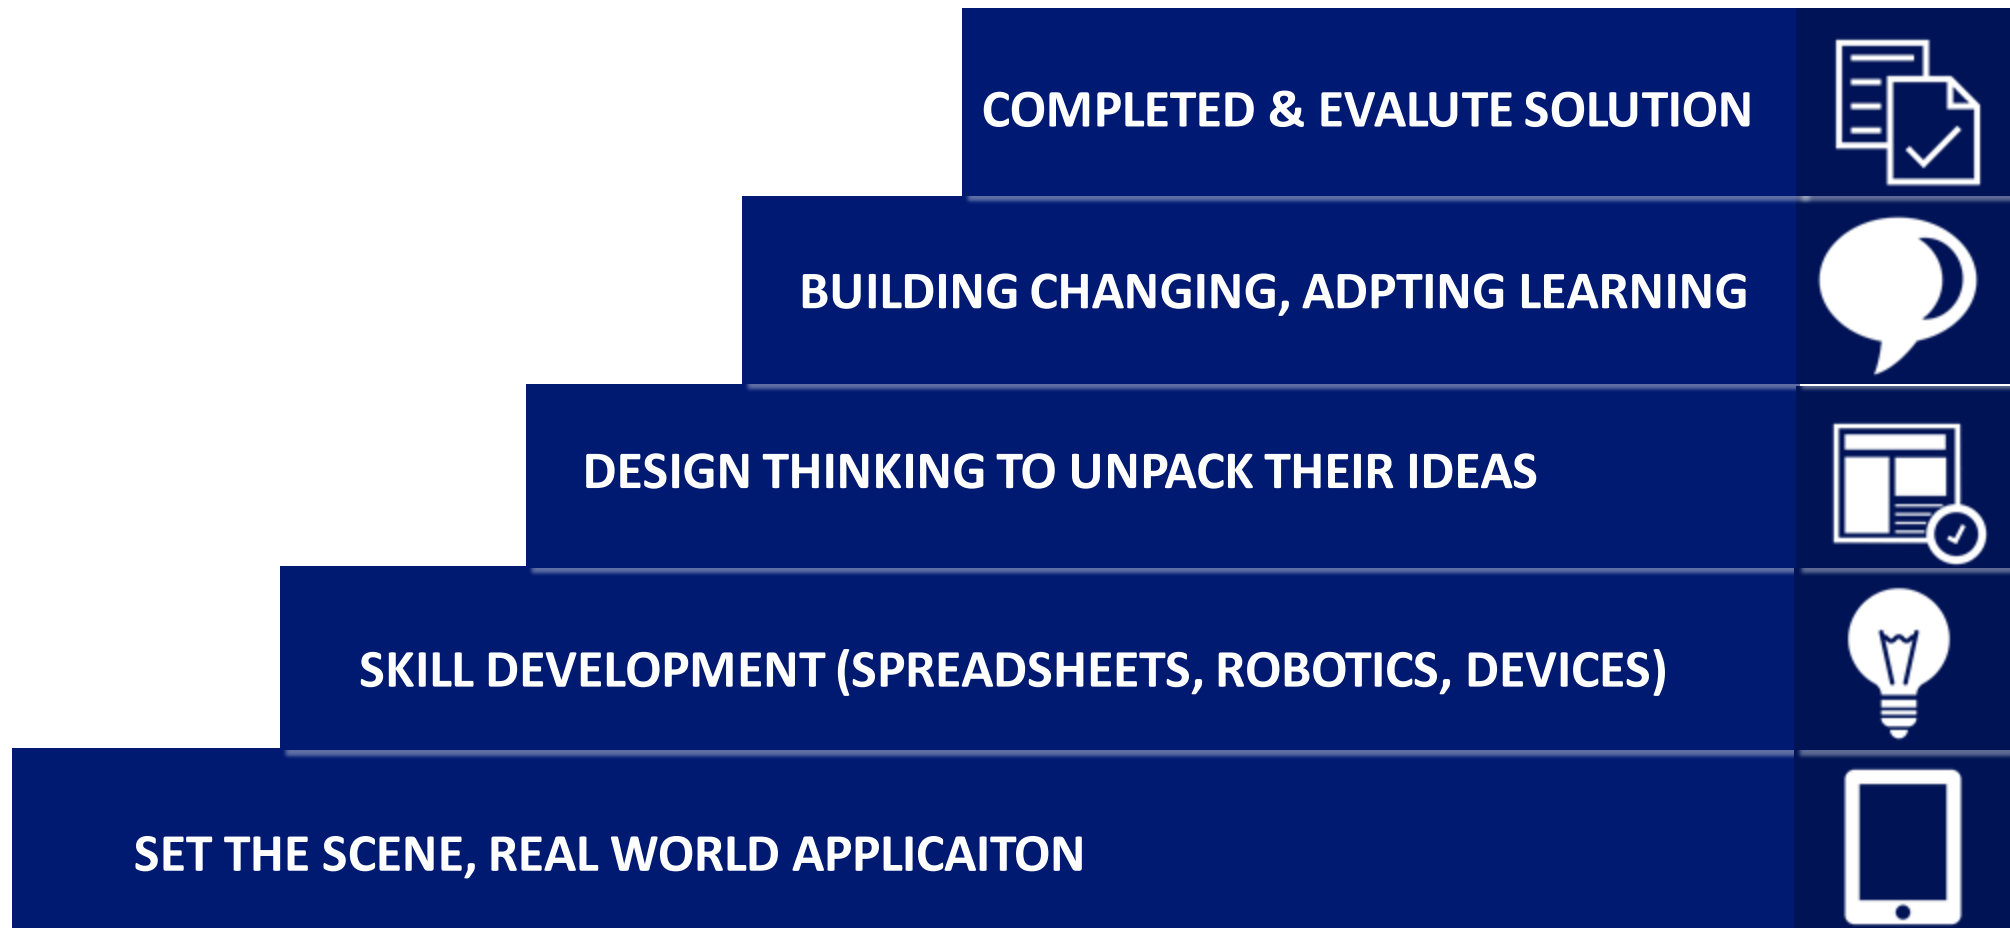 COMPLETED & EVALUTE SOLUTION
BUILDING CHANGING, ADPTING LEARNING
DESIGN THINKING TO UNPACK THEIR IDEAS
SKILL DEVELOPMENT (SPREADSHEETS, ROBOTICS, DEVICES)
SET THE SCENE, REAL WORLD APPLICAITON